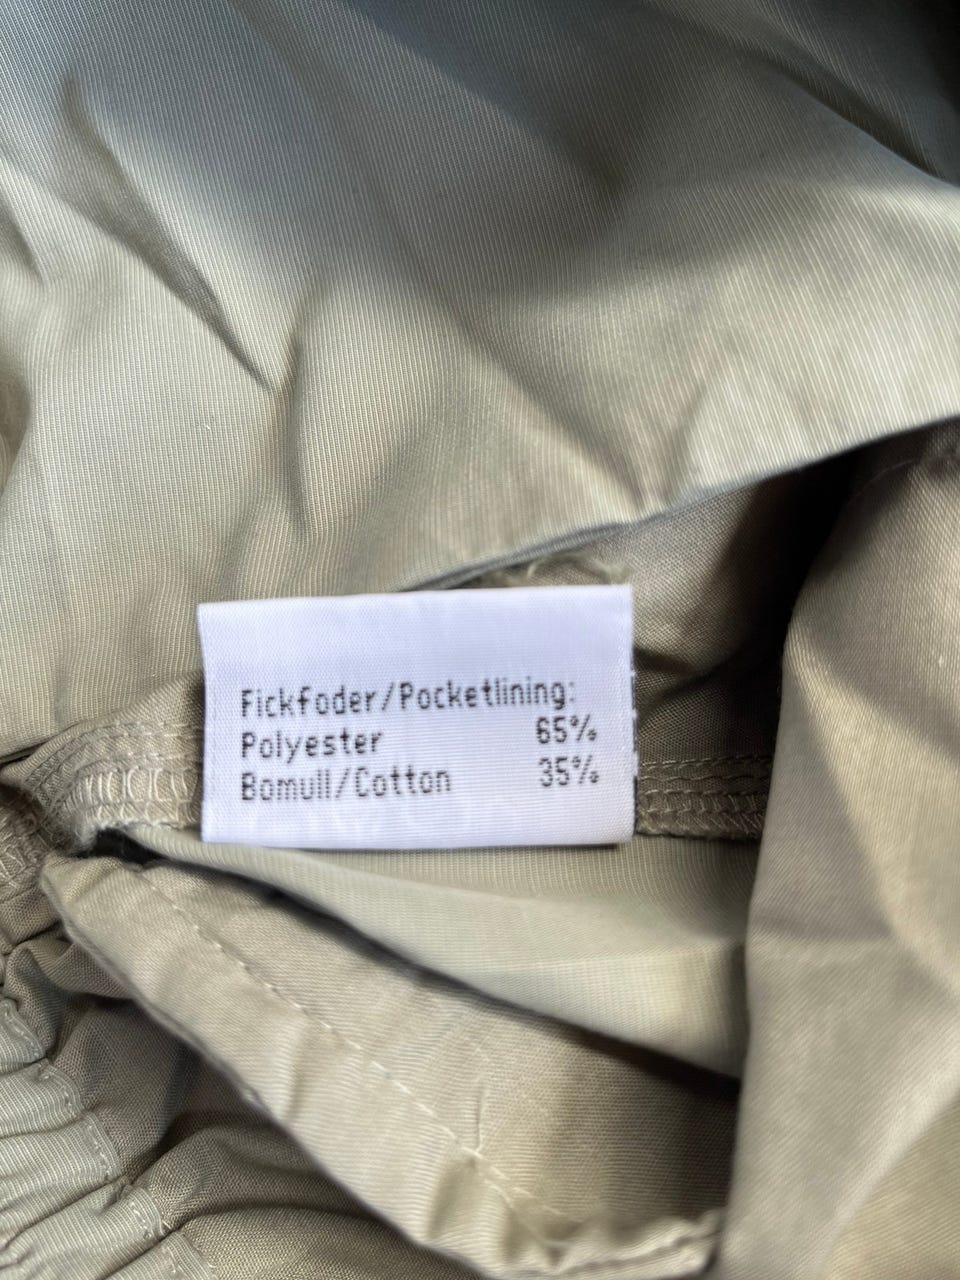 Fickfoder/Pocketlining:
Polyester 65%
Bomull/Cotton 35%